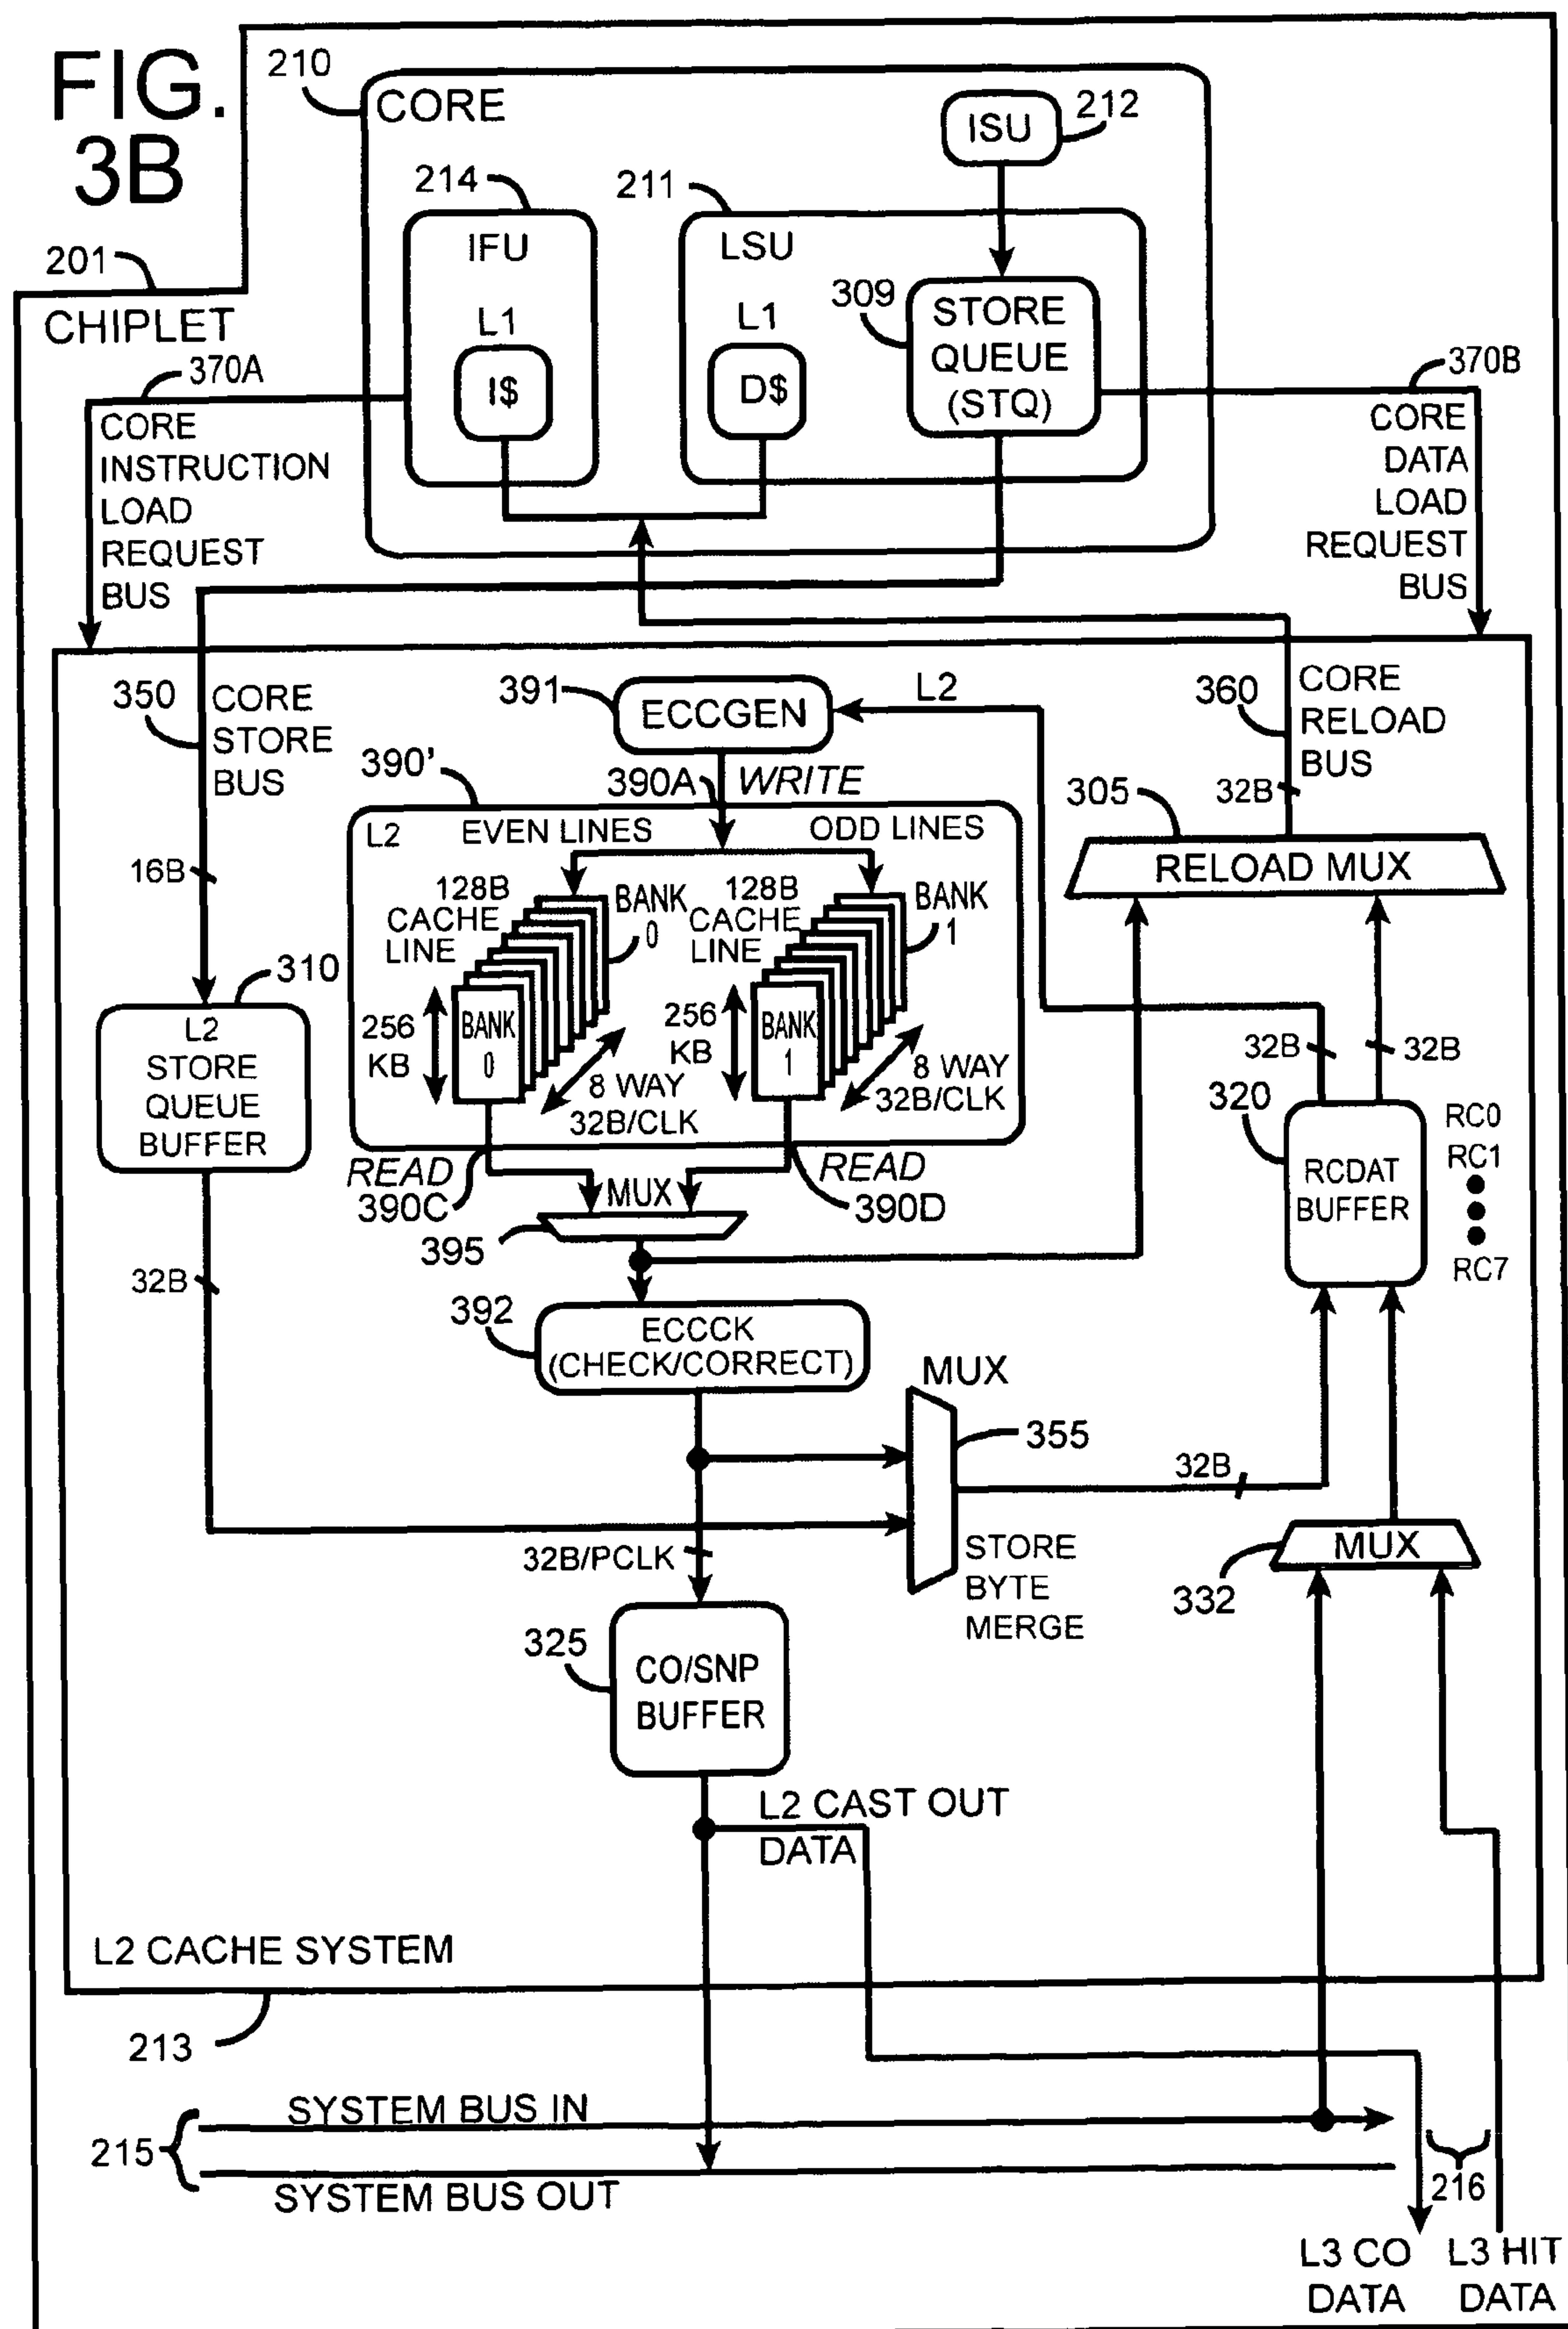 FIG.
3B
210
CORE
ISU
212
214
211
IFU
LSU
201
CHIPLET
309
STORE
QUEUE
(STQ)
L1
L1
I$
D$
370A
370B
CORE
INSTRUCTION
LOAD
REQUEST
BUS
CORE
DATA
LOAD
REQUEST
BUS
350
CORE
STORE
BUS
391
ECCGEN
L2
360
CORE
RELOAD
BUS
390'
390A
WRITE
305
32B
L2
EVEN LINES
ODD LINES
RELOAD MUX
16B
128B
CACHE
LINE
BANK
0
128B
CACHE
LINE
BANK
1
310
L2
STORE
QUEUE
BUFFER
256
KB
BANK
0
8 WAY
32B/CLK
256
KB
BANK
1
8 WAY
32B/CLK
32B
32B
320
RCDAT
BUFFER
RC0
RC1
RC7
READ
390C
MUX
READ
390D
395
32B
392
ECCCK
(CHECK/CORRECT)
MUX
355
32B
32B/PCLK
STORE
BYTE
MERGE
MUX
332
325
CO/SNP
BUFFER
L2 CAST OUT
DATA
L2 CACHE SYSTEM
213
SYSTEM BUS IN
215
SYSTEM BUS OUT
216
L3 CO
DATA
L3 HIT
DATA